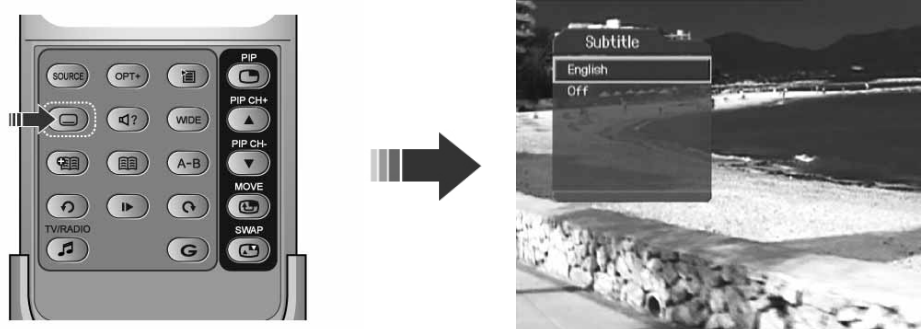 PIP
SOURCE
OPT+
PIP CH+
?
WIDE
PIP CH-
A-B
MOVE
TV/RADIO
SWAP
G
Subtitle
English
Off